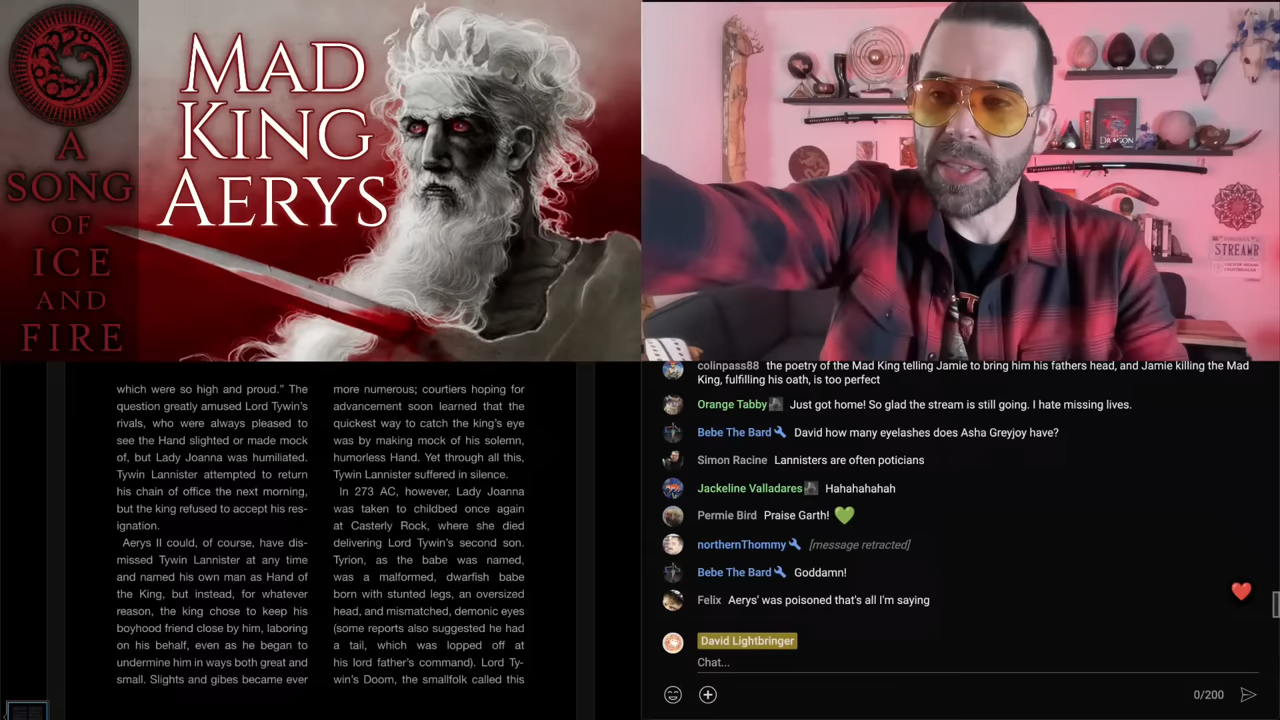 A
SONG
OF
ICE
AND
FIRE
MAD
KING
AERYS
DRAGON
STREAMR
which were so high and proud.” The
question greatly amused Lord Tywin’s
rivals, who were always pleased to
see the Hand slighted or made mock
of, but Lady Joanna was humiliated.
Tywin Lannister attempted to return
his chain of office the next morning,
but the king refused to accept his res-
ignation.
Aerys II could, of course, have dis-
missed Tywin Lannister at any time
and named his own man as Hand of
the King, but instead, for whatever
reason, the king chose to keep his
boyhood friend close by him, laboring
on his behalf, even as he began to
undermine him in ways both great and
small. Slights and gibes became ever
more numerous; courtiers hoping for
advancement soon learned that the
quickest way to catch the king’s eye
was by making mock of his solemn,
humorless Hand. Yet through all this,
Tywin Lannister suffered in silence.
In 273 AC, however, Lady Joanna
was taken to childbed once again
at Casterly Rock, where she died
delivering Lord Tywin’s second son.
Tyrion, as the babe was named,
was a malformed, dwarfish babe
born with stunted legs, an oversized
head, and mismatched, demonic eyes
(some reports also suggested he had
a tail, which was lopped off at
his lord father’s command). Lord Ty-
win’s Doom, the smallfolk called this
colinpass88 the poetry of the Mad King telling Jamie to bring him his fathers head, and Jamie killing the Mad
King, fulfilling his oath, is too perfect
Orange Tabby Just got home! So glad the stream is still going. I hate missing lives.
Bebe The Bard David how many eyelashes does Asha Greyjoy have?
Simon Racine Lannisters are often poticians
Jackeline Valladares Hahahahahah
Permie Bird Praise Garth! 💚
northernThommy [message retracted]
Bebe The Bard Goddamn!
Felix Aerys' was poisoned that's all I'm saying
David Lightbringer
Chat...
0/200